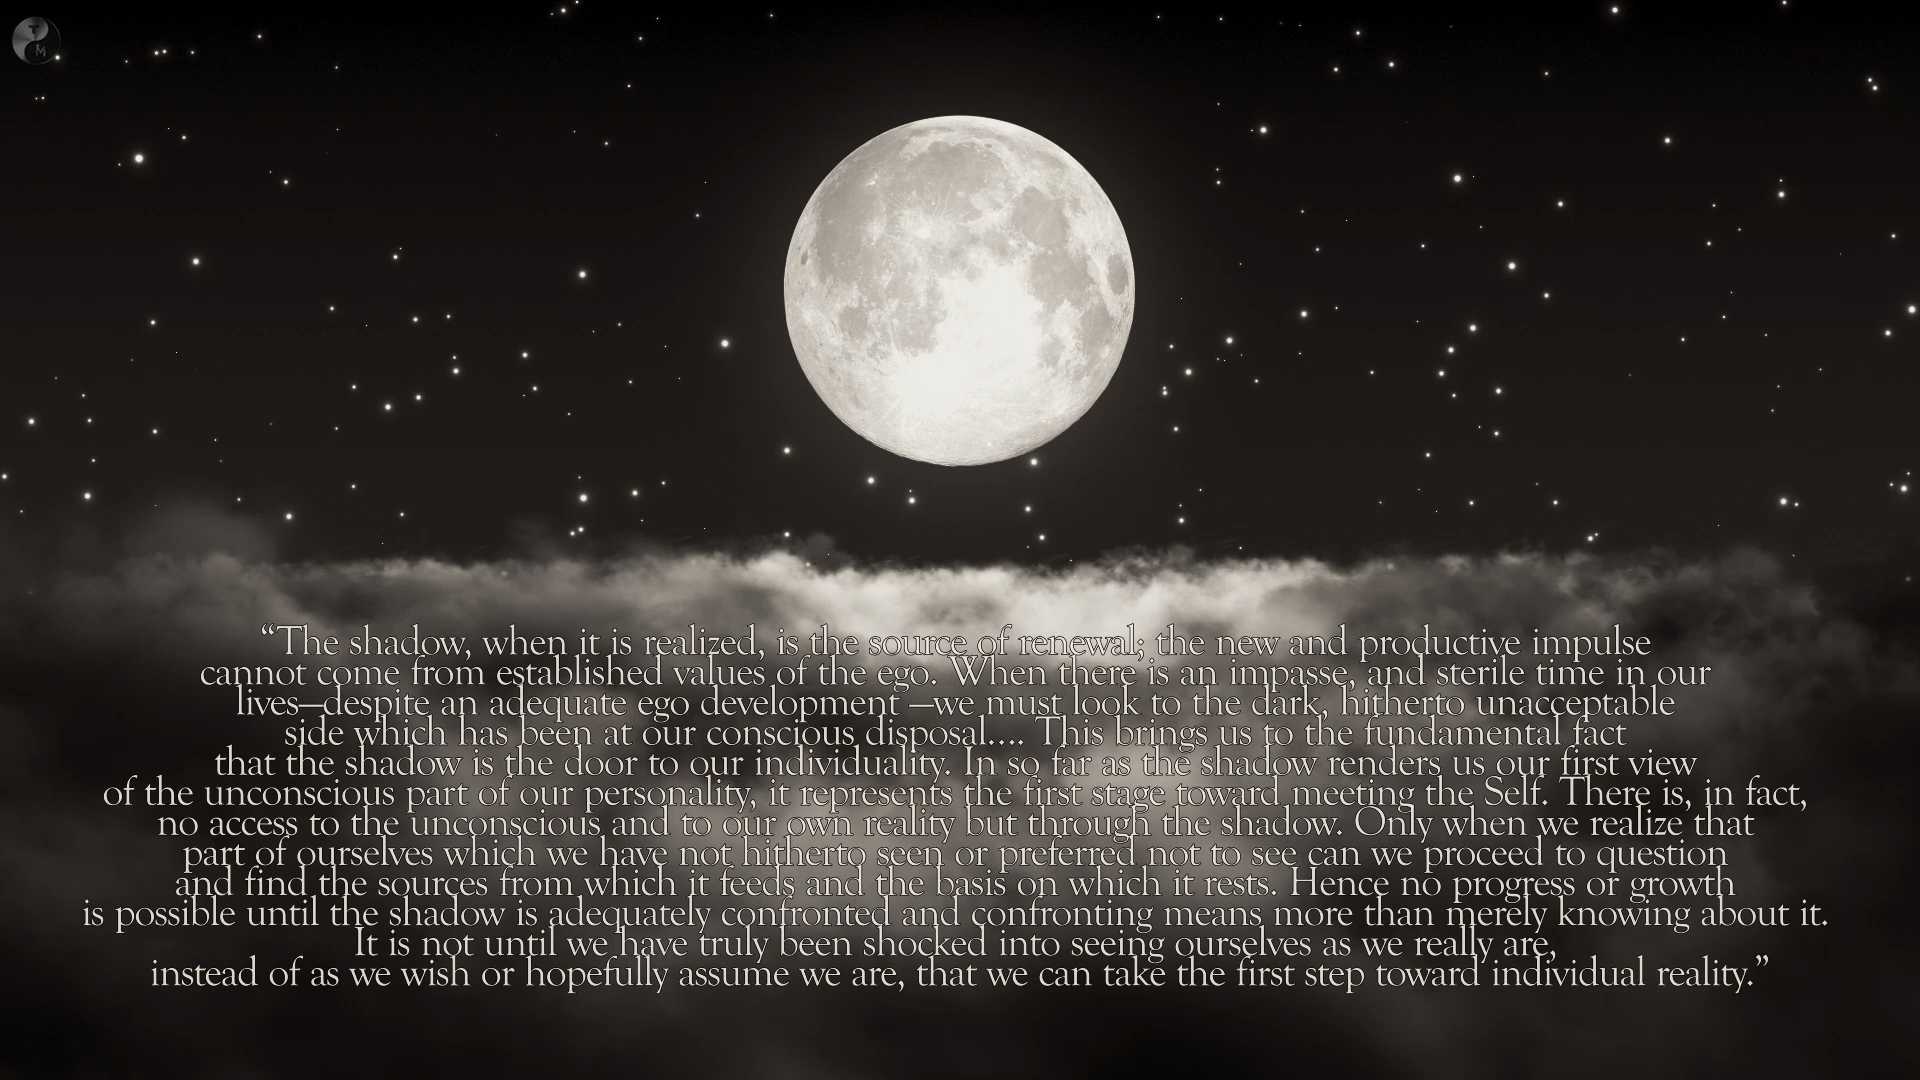 T
M
“The shadow, when it is realized, is the source of renewal; the new and productive impulse
cannot come from established values of the ego. When there is an impasse, and sterile time in our
lives—despite an adequate ego development —we must look to the dark, hitherto unacceptable
side which has been at our conscious disposal.... This brings us to the fundamental fact
that the shadow is the door to our individuality. In so far as the shadow renders us our first view
of the unconscious part of our personality, it represents the first stage toward meeting the Self. There is, in fact,
no access to the unconscious and to our own reality but through the shadow. Only when we realize that
part of ourselves which we have not hitherto seen or preferred not to see can we proceed to question
and find the sources from which it feeds and the basis on which it rests. Hence no progress or growth
is possible until the shadow is adequately confronted and confronting means more than merely knowing about it.
It is not until we have truly been shocked into seeing ourselves as we really are,
instead of as we wish or hopefully assume we are, that we can take the first step toward individual reality.”